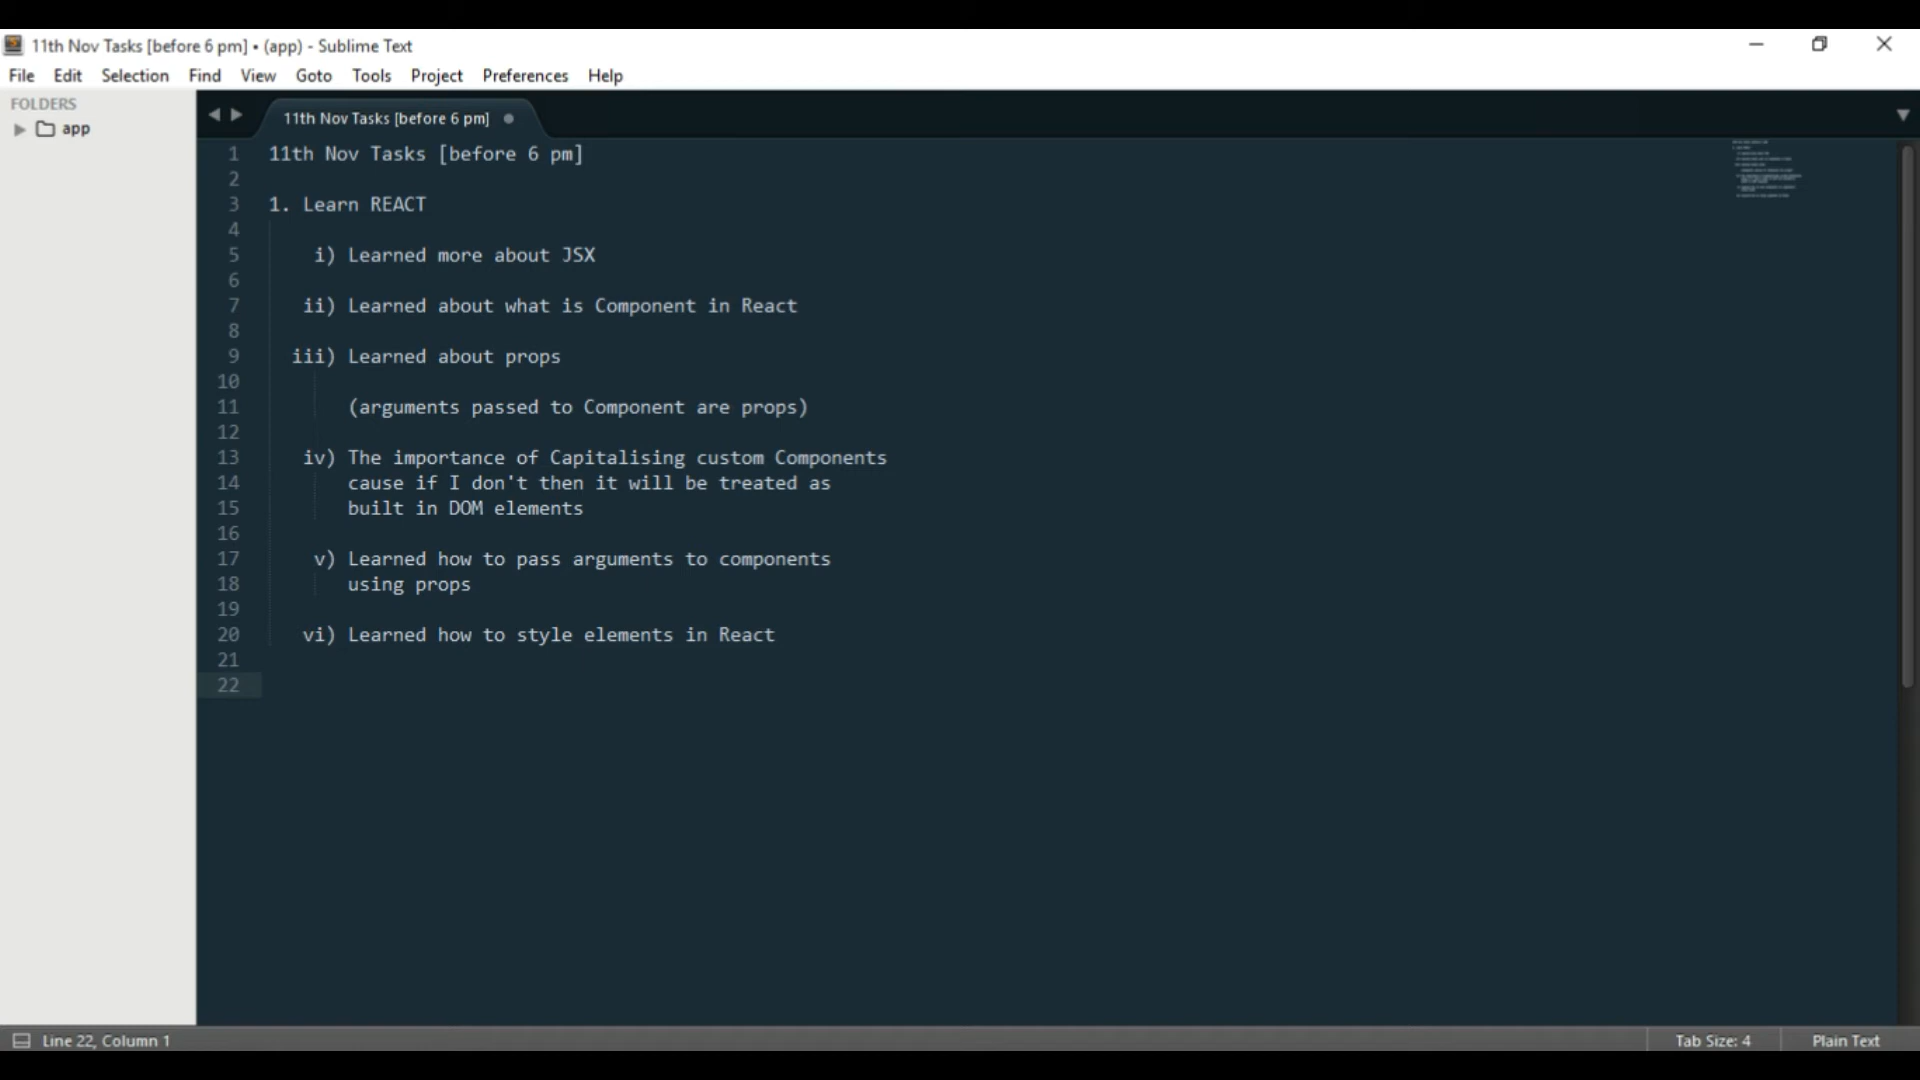 11th Nov Tasks [before 6 pm] • (app) - Sublime Text
File Edit Selection Find View Goto Tools Project Preferences Help
FOLDERS
app
11th Nov Tasks [before 6 pm]
1 11th Nov Tasks [before 6 pm]
2
3 1. Learn REACT
4
5 i) Learned more about JSX
6
7 ii) Learned about what is Component in React
8
9 iii) Learned about props
10
11 (arguments passed to Component are props)
12
13 iv) The importance of Capitalising custom Components
14 cause if I don't then it will be treated as
15 built in DOM elements
16
17 v) Learned how to pass arguments to components
18 using props
19
20 vi) Learned how to style elements in React
21
22
Line 22, Column 1 Tab Size: 4 Plain Text